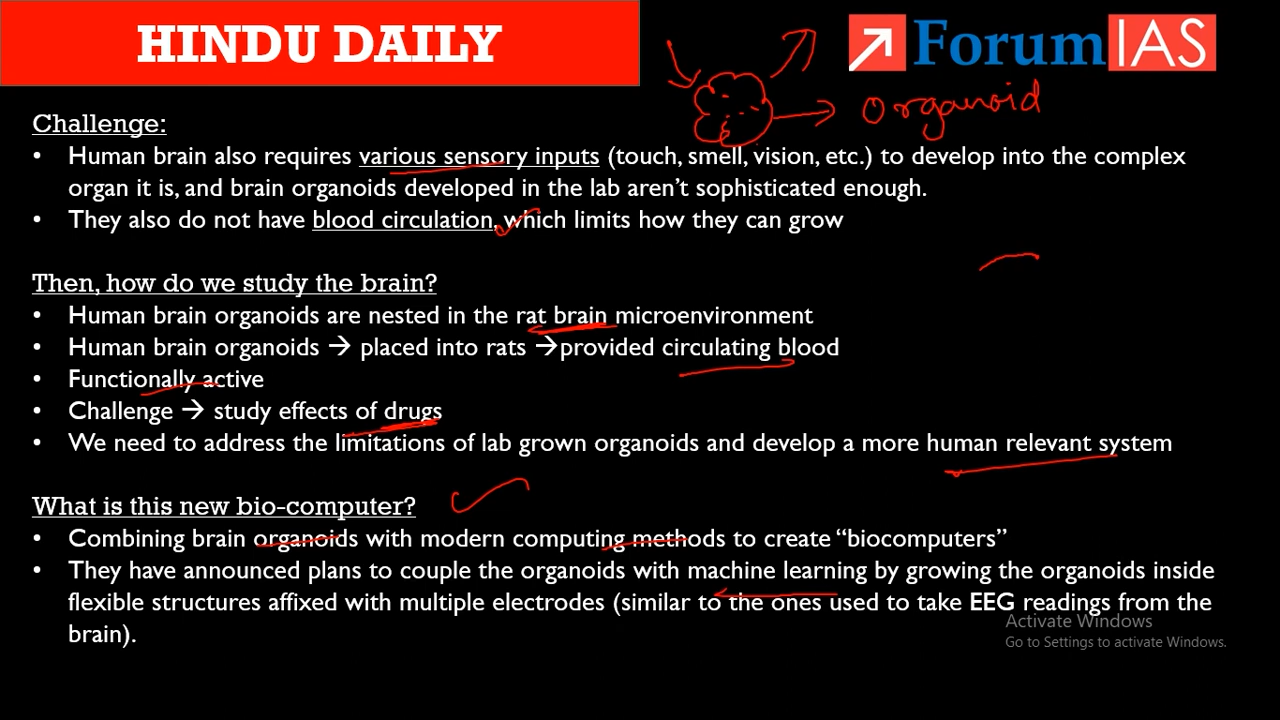 HINDU DAILY
ForumIAS
Organoid
Challenge:
• Human brain also requires various sensory inputs (touch, smell, vision, etc.) to develop into the complex
organ it is, and brain organoids developed in the lab aren’t sophisticated enough.
• They also do not have blood circulation, which limits how they can grow
Then, how do we study the brain?
• Human brain organoids are nested in the rat brain microenvironment
• Human brain organoids → placed into rats →provided circulating blood
• Functionally active
• Challenge → study effects of drugs
• We need to address the limitations of lab grown organoids and develop a more human relevant system
What is this new bio-computer?
• Combining brain organoids with modern computing methods to create “biocomputers”
• They have announced plans to couple the organoids with machine learning by growing the organoids inside
flexible structures affixed with multiple electrodes (similar to the ones used to take EEG readings from the
brain).
Activate Windows
Go to Settings to activate Windows.